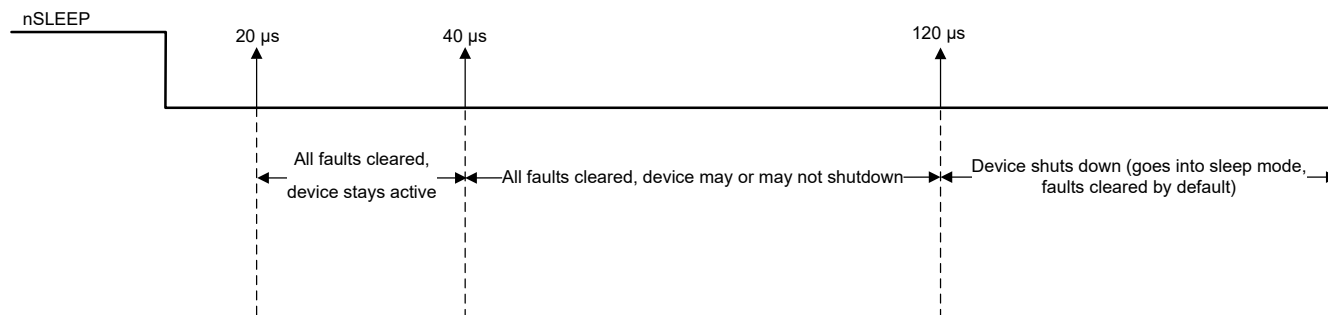 nSLEEP
20 µs
40 µs
120 µs
All faults cleared,
device stays active
All faults cleared, device may or may not shutdown
Device shuts down (goes into sleep mode,
faults cleared by default)